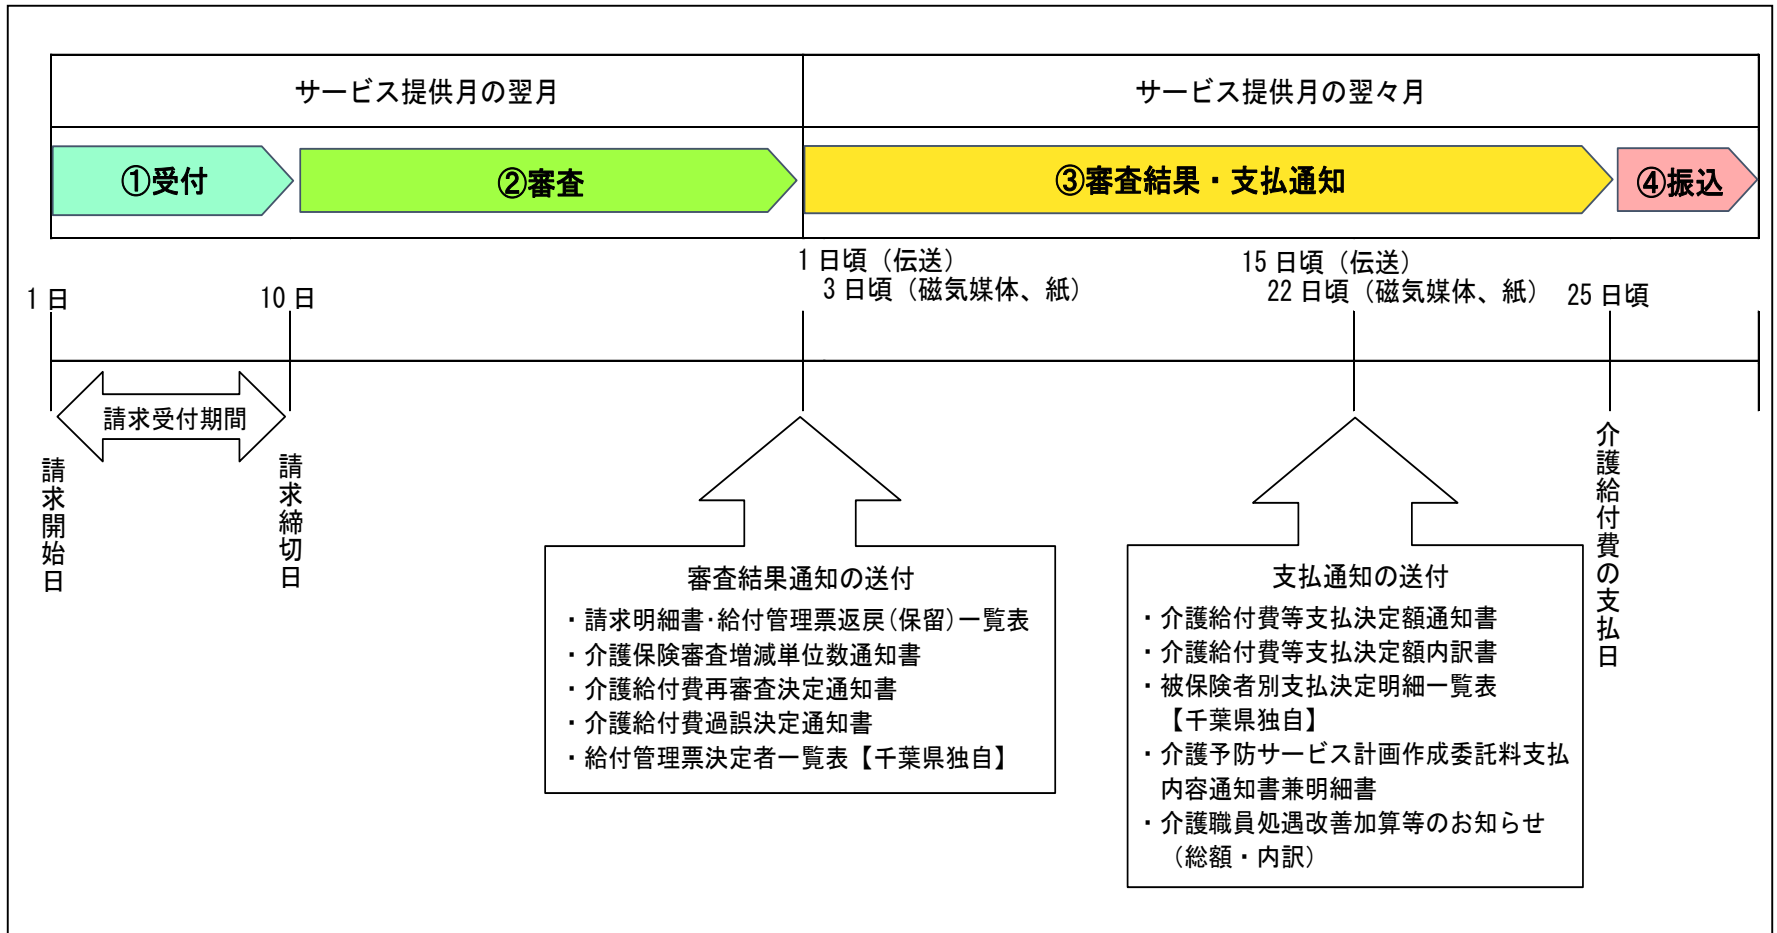 サービス提供月の翌月
サービス提供月の翌々月
①受付
②審査
③審査結果・支払通知
④振込
1日頃（伝送）
3日頃（磁気媒体、紙）
15日頃（伝送）
22日頃（磁気媒体、紙）
1日
10日
25日頃
請求受付期間
請求開始日
請求締切日
介護給付費の支払日
審査結果通知の送付
・請求明細書・給付管理票返戻(保留)一覧表
・介護保険審査増減単位数通知書
・介護給付費再審査決定通知書
・介護給付費過誤決定通知書
・給付管理票決定者一覧表【千葉県独自】
支払通知の送付
・介護給付費等支払決定額通知書
・介護給付費等支払決定額内訳書
・被保険者別支払決定明細一覧表
【千葉県独自】
・介護予防サービス計画作成委託料支払
内容通知書兼明細書
・介護職員処遇改善加算等のお知らせ
（総額・内訳）